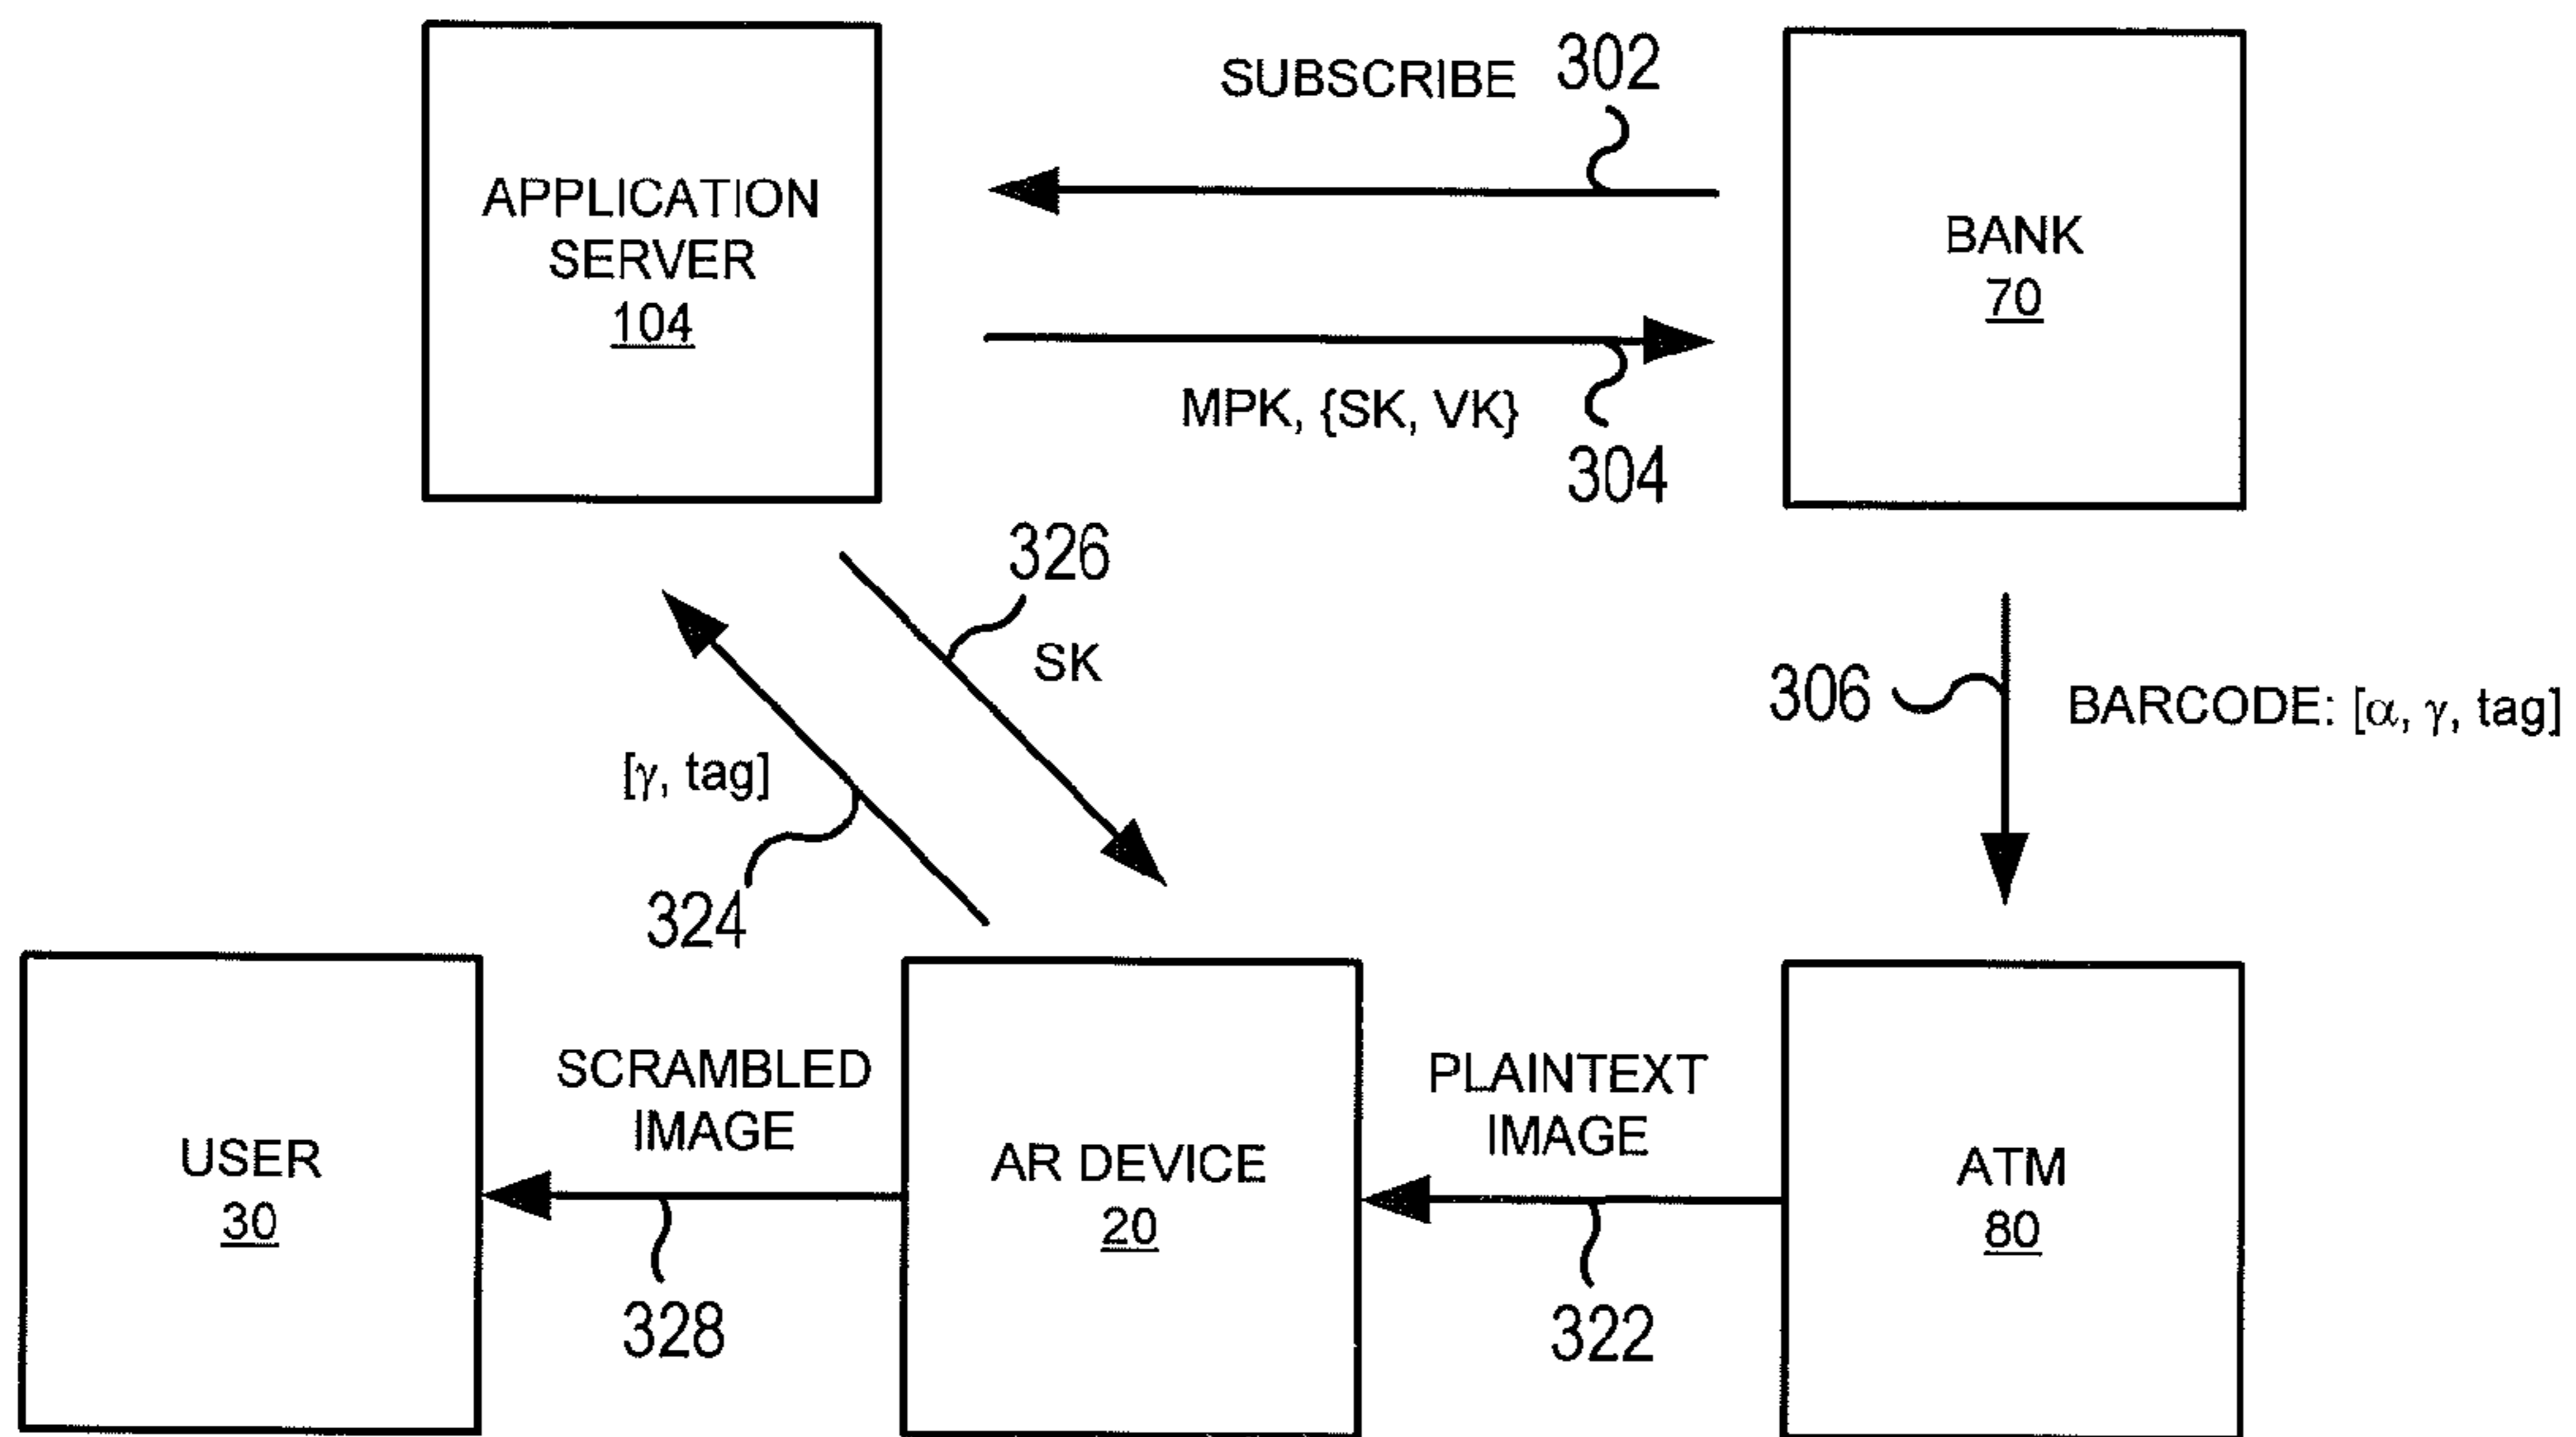 SUBSCRIBE 302
APPLICATION
SERVER
104
BANK
70
MPK, {SK, VK}
304
326
SK
306
BARCODE: [α, γ, tag]
[γ, tag]
324
SCRAMBLED
IMAGE
PLAINTEXT
IMAGE
USER
30
AR DEVICE
20
ATM
80
328
322